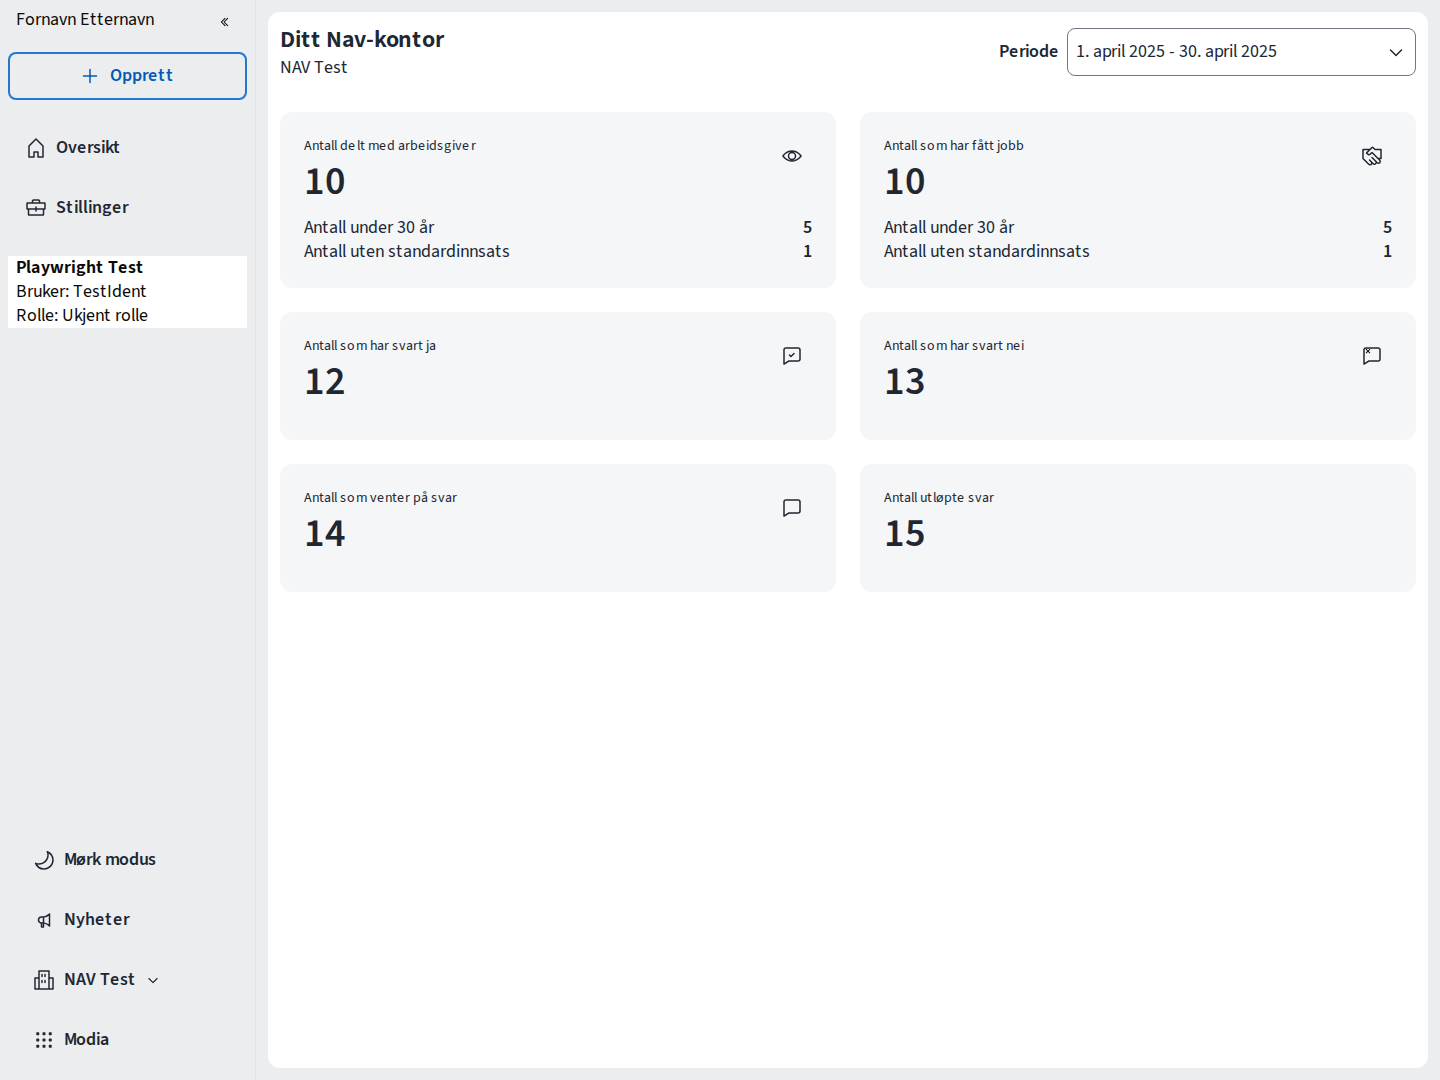 Fornavn Etternavn
Opprett
Oversikt
Stillinger
Playwright Test
Bruker: TestIdent
Rolle: Ukjent rolle
Mørk modus
Nyheter
NAV Test
Modia
Ditt Nav-kontor
NAV Test
Periode
1. april 2025 - 30. april 2025
Antall delt med arbeidsgiver
10
Antall under 30 år 5
Antall uten standardinnsats 1
Antall som har fått jobb
10
Antall under 30 år 5
Antall uten standardinnsats 1
Antall som har svart ja
12
Antall som har svart nei
13
Antall som venter på svar
14
Antall utløpte svar
15